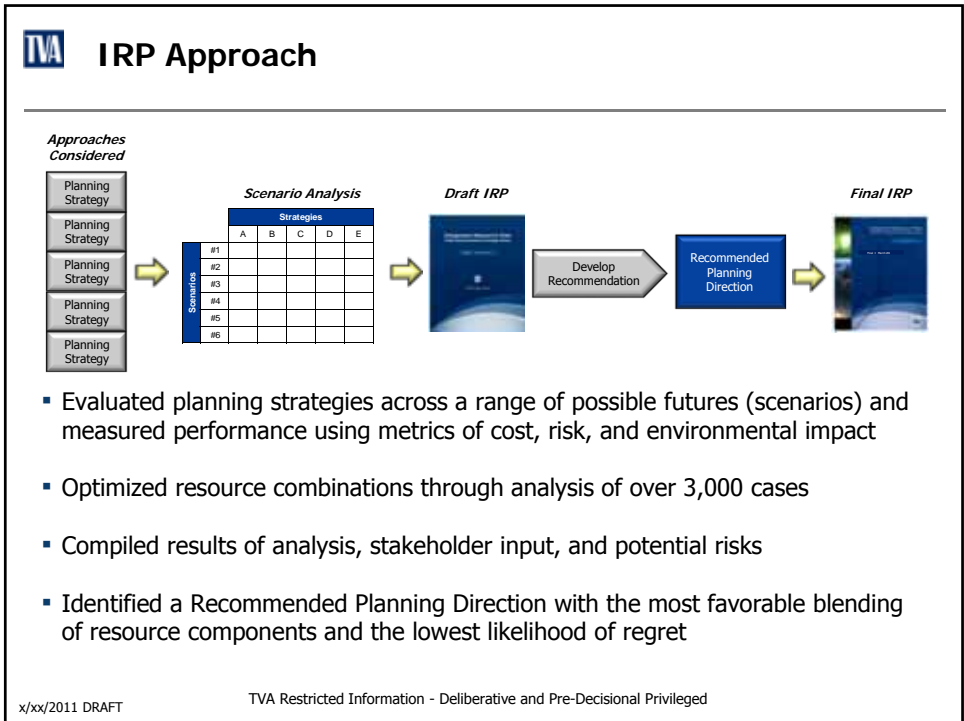 TVA
IRP Approach
Approaches
Considered
Planning
Strategy
Planning
Strategy
Planning
Strategy
Planning
Strategy
Planning
Strategy
Scenario Analysis
Strategies
A B C D E
Scenarios
#1
#2
#3
#4
#5
#6
Draft IRP
Develop
Recommendation
Recommended
Planning
Direction
Final IRP
▪ Evaluated planning strategies across a range of possible futures (scenarios) and
measured performance using metrics of cost, risk, and environmental impact
▪ Optimized resource combinations through analysis of over 3,000 cases
▪ Compiled results of analysis, stakeholder input, and potential risks
▪ Identified a Recommended Planning Direction with the most favorable blending
of resource components and the lowest likelihood of regret
x/xx/2011 DRAFT
TVA Restricted Information - Deliberative and Pre-Decisional Privileged